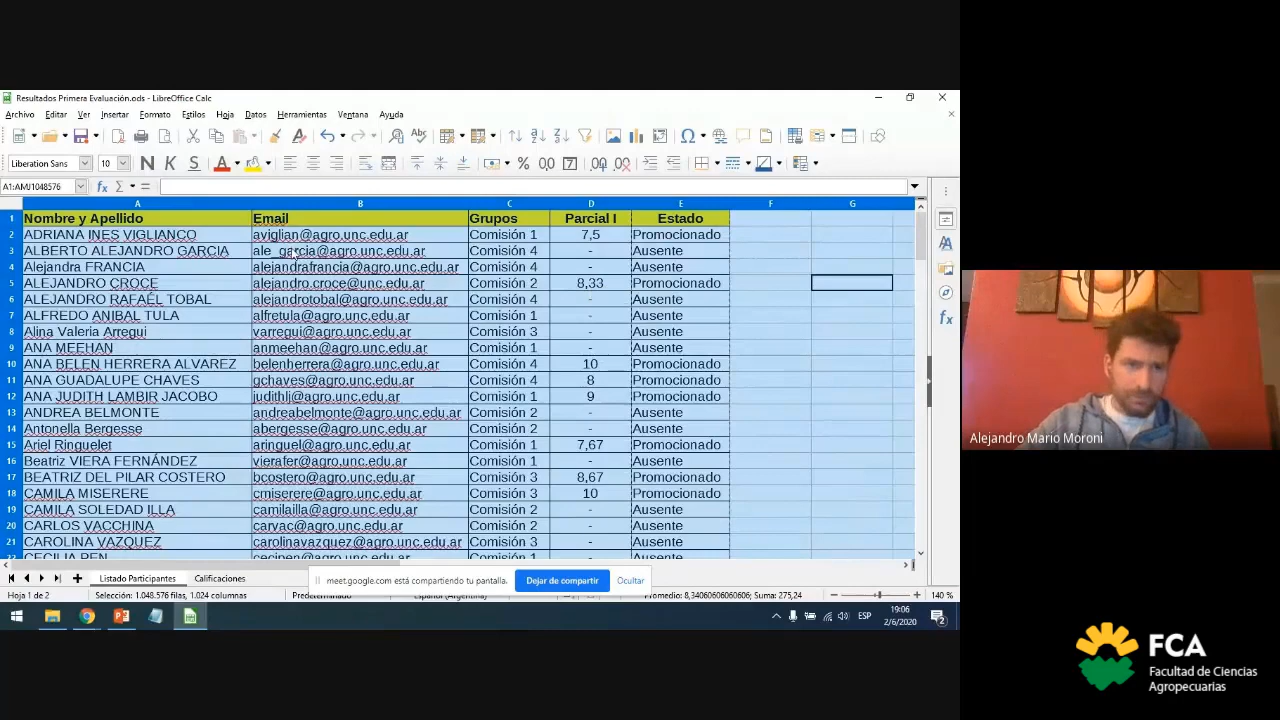 Resultados Primera Evaluación.ods - LibreOffice Calc
Archivo Editar Ver Insertar Formato Estilos Hoja Datos Herramientas Ventana Ayuda
Liberation Sans 10 N K S
A1:AMJ1048576
A B C D E F G
1 Nombre y Apellido Email Grupos Parcial I Estado
2 ADRIANA INES VIGLIANCO aviglian@agro.unc.edu.ar Comisión 1 7,5 Promocionado
3 ALBERTO ALEJANDRO GARCIA ale_garcia@agro.unc.edu.ar Comisión 4 - Ausente
4 Alejandra FRANCIA alejandrafrancia@agro.unc.edu.ar Comisión 4 - Ausente
5 ALEJANDRO CROCE alejandro.croce@unc.edu.ar Comisión 2 8,33 Promocionado
6 ALEJANDRO RAFAÉL TOBAL alejandrotobal@agro.unc.edu.ar Comisión 4 - Ausente
7 ALFREDO ANIBAL TULA alfretula@agro.unc.edu.ar Comisión 1 - Ausente
8 Alina Valeria Arregui varregui@agro.unc.edu.ar Comisión 3 - Ausente
9 ANA MEEHAN anmeehan@agro.unc.edu.ar Comisión 1 - Ausente
10 ANA BELEN HERRERA ALVAREZ belenherrera@agro.unc.edu.ar Comisión 4 10 Promocionado
11 ANA GUADALUPE CHAVES gchaves@agro.unc.edu.ar Comisión 4 8 Promocionado
12 ANA JUDITH LAMBIR JACOBO judithlj@agro.unc.edu.ar Comisión 1 9 Promocionado
13 ANDREA BELMONTE andreabelmonte@agro.unc.edu.ar Comisión 2 - Ausente
14 Antonella Bergesse abergesse@agro.unc.edu.ar Comisión 2 - Ausente
15 Ariel Ringuelet aringuel@agro.unc.edu.ar Comisión 1 7,67 Promocionado
16 Beatriz VIERA FERNÁNDEZ vierafer@agro.unc.edu.ar Comisión 1 - Ausente
17 BEATRIZ DEL PILAR COSTERO bcostero@agro.unc.edu.ar Comisión 3 8,67 Promocionado
18 CAMILA MISERERE cmiserere@agro.unc.edu.ar Comisión 3 10 Promocionado
19 CAMILA SOLEDAD ILLA camilailla@agro.unc.edu.ar Comisión 2 - Ausente
20 CARLOS VACCHINA carvac@agro.unc.edu.ar Comisión 2 - Ausente
21 CAROLINA VAZQUEZ carolinavazquez@agro.unc.edu.ar Comisión 3 - Ausente
Comisión 1 - Ausente
Listado Participantes Calificaciones
meet.google.com está compartiendo tu pantalla. Dejar de compartir Ocultar
Hoja 1 de 2 Selección: 1.048.576 filas, 1.024 columnas Predeterminado Español (Argentina) Promedio: 8,34060606060606; Suma: 275,24 140 %
ESP 19:06
2/6/2020
2
Alejandro Mario Moroni
FCA
Facultad de Ciencias
Agropecuarias